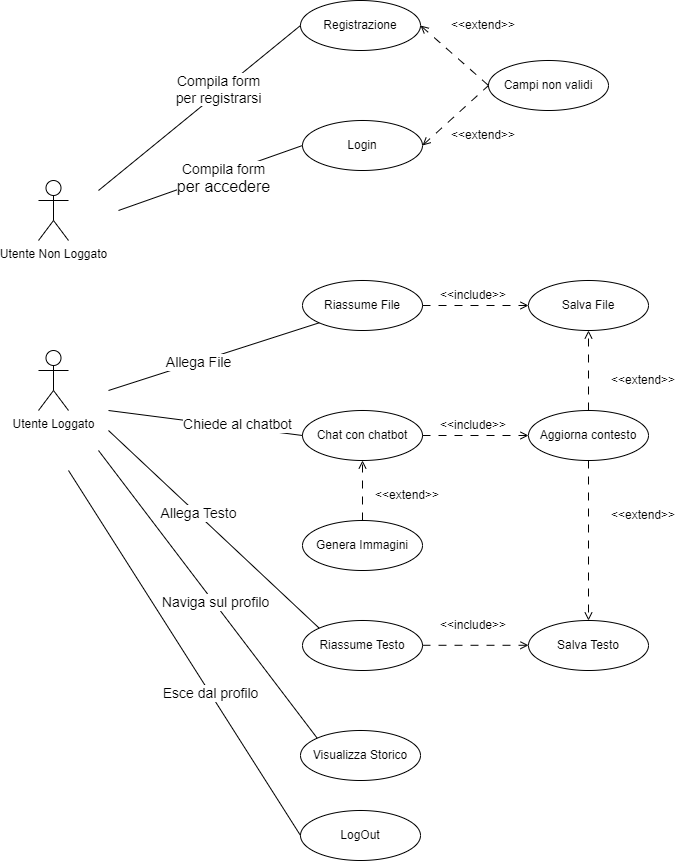 Registrazione
<<extend>>
Campi non validi
Compila form
per registrarsi
<<extend>>
Login
Compila form
per accedere
Utente Non Loggato
Riassume File
<<include>>
Salva File
Allega File
<<extend>>
Utente Loggato
Chiede al chatbot
Chat con chatbot
<<include>>
Aggiorna contesto
<<extend>>
Allega Testo
<<extend>>
Genera Immagini
Naviga sul profilo
<<include>>
Riassume Testo
Salva Testo
Esce dal profilo
Visualizza Storico
LogOut